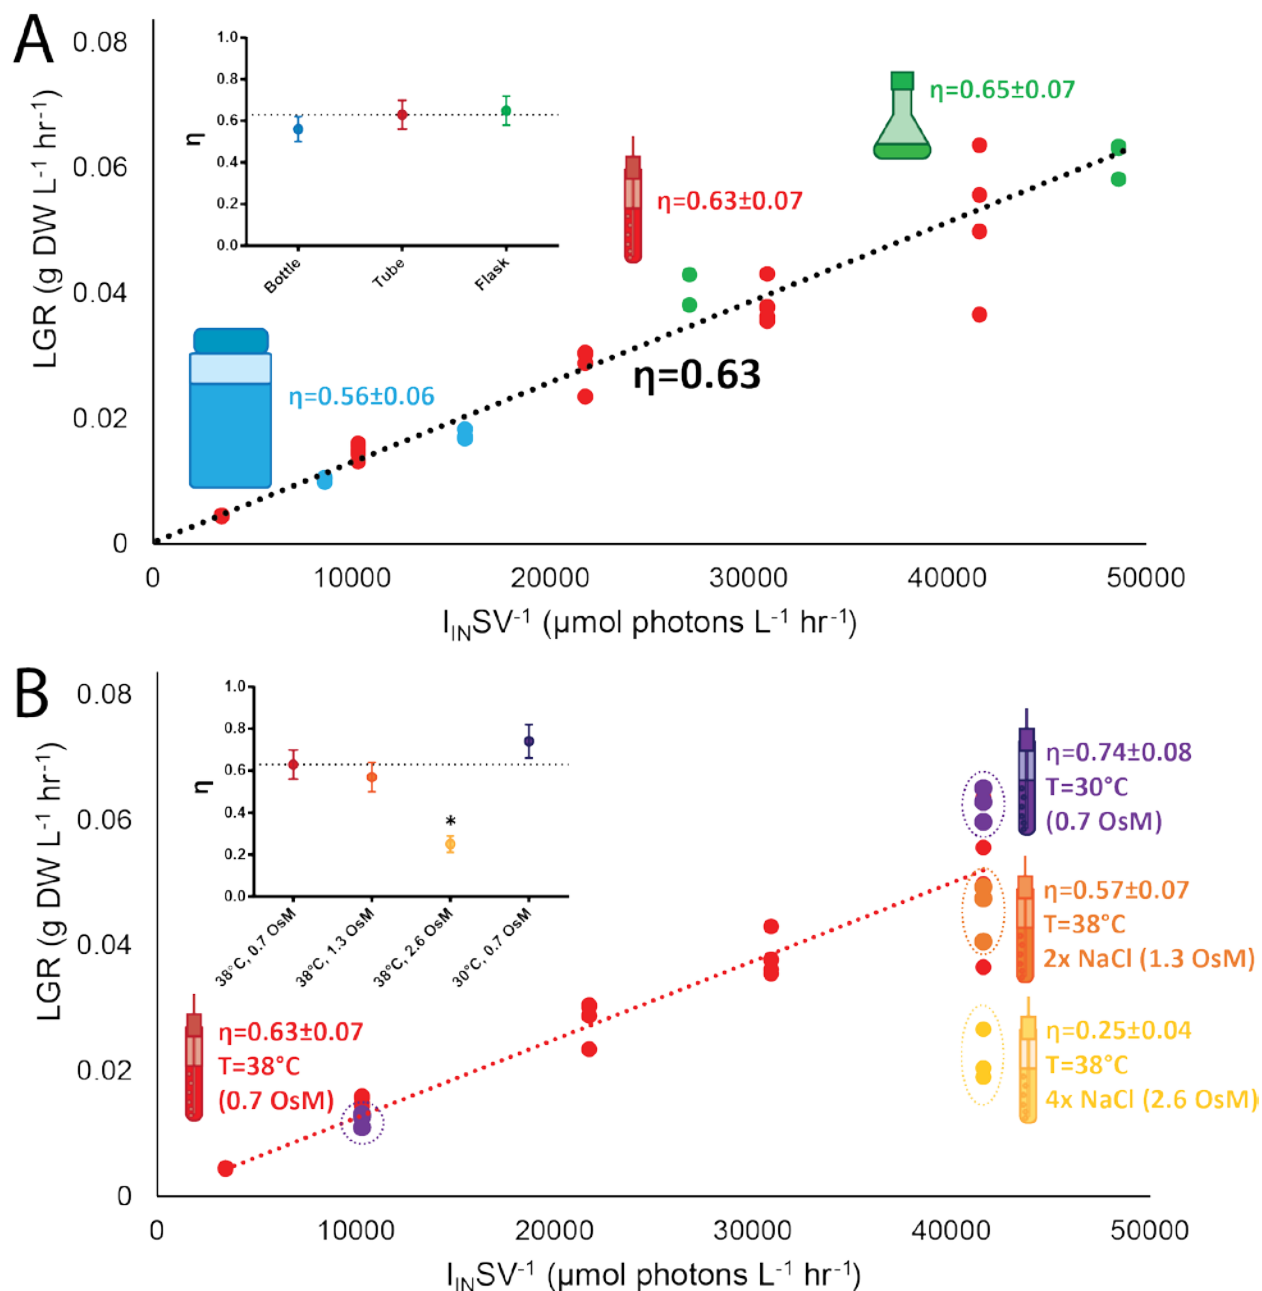 A
LGR (g DW L-1 hr-1)
0.08
0.06
0.04
0.02
0
η
1.0
0.8
0.6
0.4
0.2
0.0
Bottle
Tube
Flask
η=0.65±0.07
η=0.63±0.07
η=0.56±0.06
η=0.63
0
10000
20000
30000
40000
50000
IINSV-1 (µmol photons L-1 hr-1)
B
LGR (g DW L-1 hr-1)
0.08
0.06
0.04
0.02
0
η
1.0
0.8
0.6
0.4
0.2
0.0
*
38°C, 0.7 OsM
38°C, 1.3 OsM
38°C, 2.6 OsM
30°C, 0.7 OsM
η=0.74±0.08
T=30°C
(0.7 OsM)
η=0.57±0.07
T=38°C
2x NaCl (1.3 OsM)
η=0.25±0.04
T=38°C
4x NaCl (2.6 OsM)
η=0.63±0.07
T=38°C
(0.7 OsM)
0
10000
20000
30000
40000
50000
IINSV-1 (µmol photons L-1 hr-1)